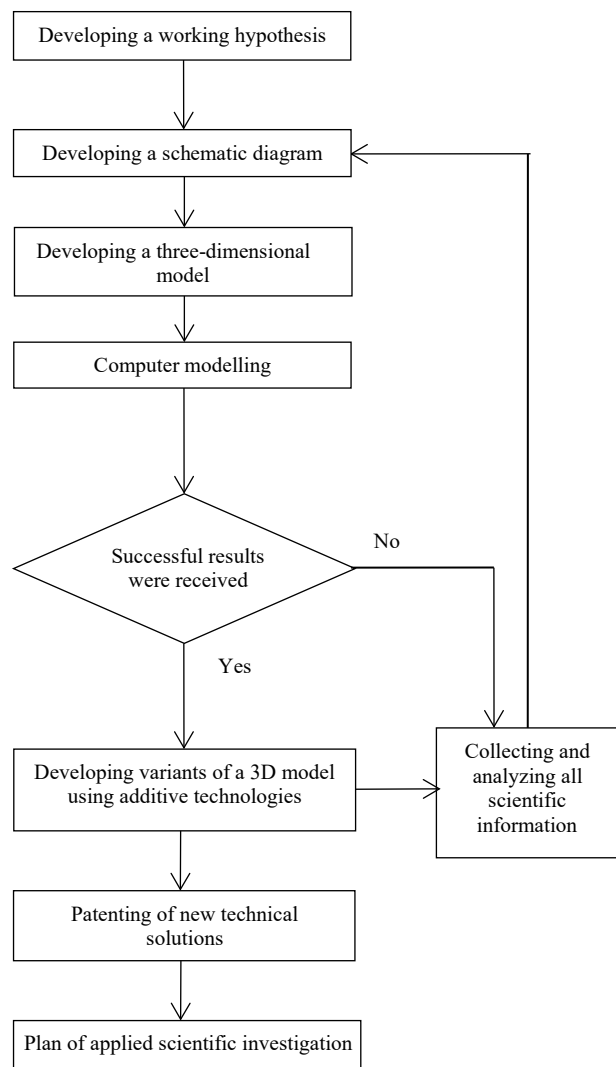 Developing a working hypothesis
Developing a schematic diagram
Developing a three-dimensional
model
Computer modelling
Successful results
were received
No
Yes
Developing variants of a 3D model
using additive technologies
Collecting and
analyzing all
scientific
information
Patenting of new technical
solutions
Plan of applied scientific investigation